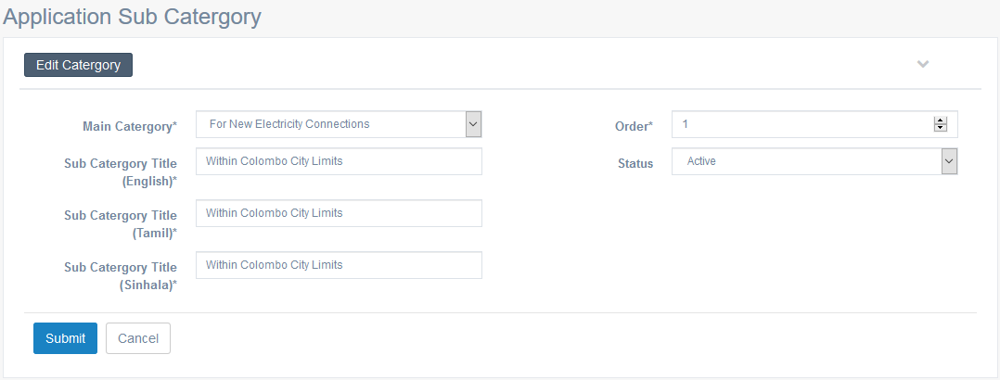 Application Sub Catergory
Edit Catergory
Main Catergory*
For New Electricity Connections
Order*
1
Sub Catergory Title
(English)*
Within Colombo City Limits
Status
Active
Sub Catergory Title
(Tamil)*
Within Colombo City Limits
Sub Catergory Title
(Sinhala)*
Within Colombo City Limits
Submit
Cancel